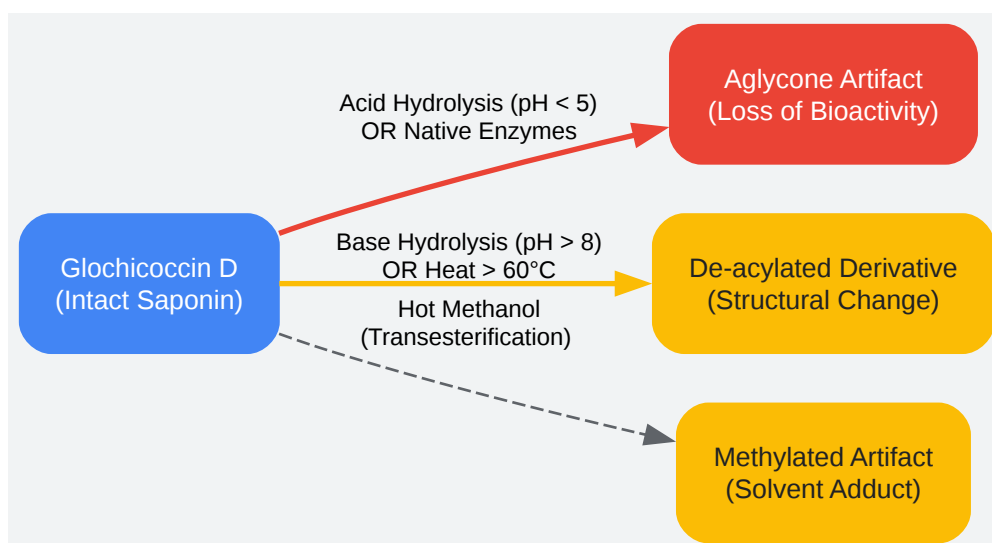 Aglycone Artifact
(Loss of Bioactivity)
Acid Hydrolysis (pH < 5)
OR Native Enzymes
Glochicoccin D
(Intact Saponin)
Base Hydrolysis (pH > 8)
OR Heat > 60°C
De-acylated Derivative
(Structural Change)
Hot Methanol
(Transesterification)
Methylated Artifact
(Solvent Adduct)